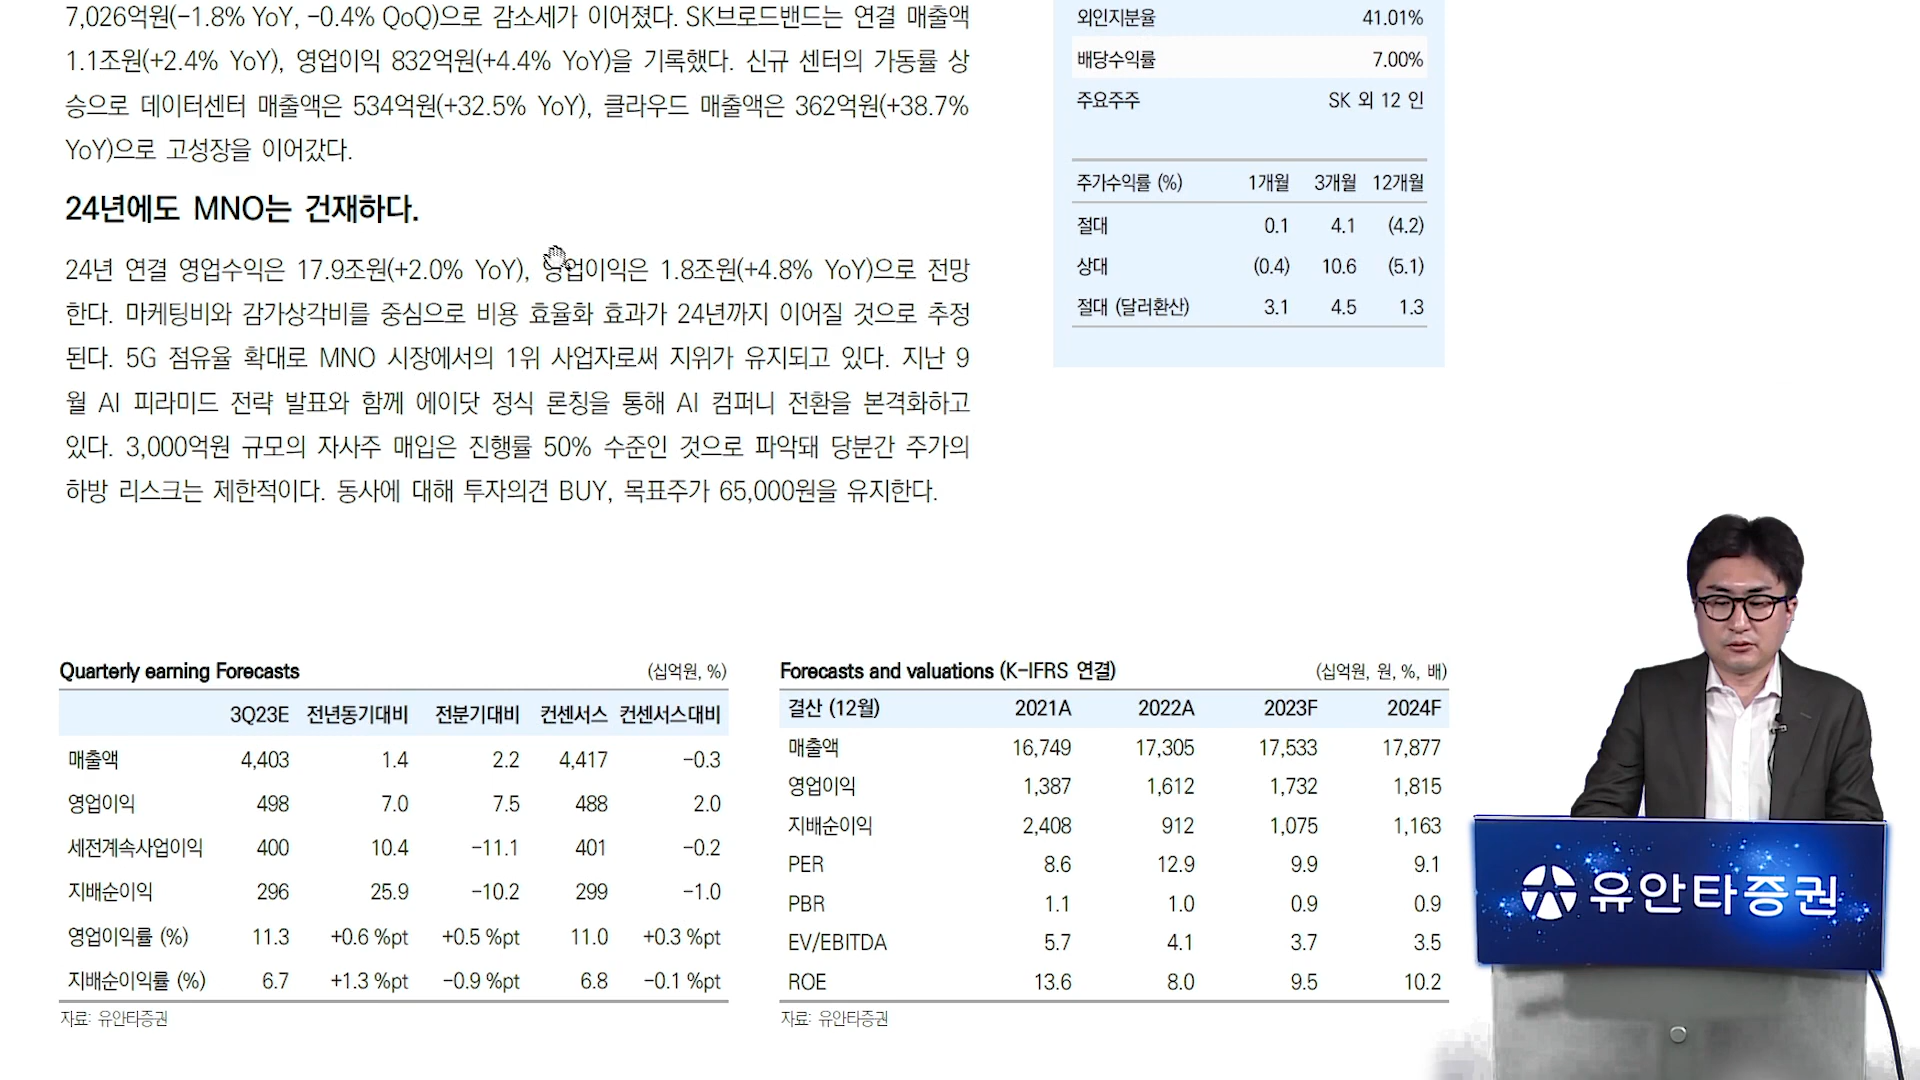 7,026억원(-1.8% YoY, -0.4% QoQ)으로 감소세가 이어졌다. SK브로드밴드는 연결 매출액
1.1조원(+2.4% YoY), 영업이익 832억원(+4.4% YoY)을 기록했다. 신규 센터의 가동률 상
승으로 데이터센터 매출액은 534억원(+32.5% YoY), 클라우드 매출액은 362억원(+38.7%
YoY)으로 고성장을 이어갔다.
24년에도 MNO는 건재하다.
24년 연결 영업수익은 17.9조원(+2.0% YoY), 영업이익은 1.8조원(+4.8% YoY)으로 전망
한다. 마케팅비와 감가상각비를 중심으로 비용 효율화 효과가 24년까지 이어질 것으로 추정
된다. 5G 점유율 확대로 MNO 시장에서의 1위 사업자로써 지위가 유지되고 있다. 지난 9
월 AI 피라미드 전략 발표와 함께 에이닷 정식 론칭을 통해 AI 컴퍼니 전환을 본격화하고
있다. 3,000억원 규모의 자사주 매입은 진행률 50% 수준인 것으로 파악돼 당분간 주가의
하방 리스크는 제한적이다. 동사에 대해 투자의견 BUY, 목표주가 65,000원을 유지한다.
외인지분율 41.01%
배당수익률 7.00%
주요주주 SK 외 12 인
주가수익률 (%) 1개월 3개월 12개월
절대 0.1 4.1 (4.2)
상대 (0.4) 10.6 (5.1)
절대 (달러환산) 3.1 4.5 1.3
Quarterly earning Forecasts (십억원, %)
3Q23E 전년동기대비 전분기대비 컨센서스 컨센서스대비
매출액 4,403 1.4 2.2 4,417 -0.3
영업이익 498 7.0 7.5 488 2.0
세전계속사업이익 400 10.4 -11.1 401 -0.2
지배순이익 296 25.9 -10.2 299 -1.0
영업이익률 (%) 11.3 +0.6 %pt +0.5 %pt 11.0 +0.3 %pt
지배순이익률 (%) 6.7 +1.3 %pt -0.9 %pt 6.8 -0.1 %pt
자료: 유안타증권
Forecasts and valuations (K-IFRS 연결) (십억원, 원, %, 배)
결산 (12월) 2021A 2022A 2023F 2024F
매출액 16,749 17,305 17,533 17,877
영업이익 1,387 1,612 1,732 1,815
지배순이익 2,408 912 1,075 1,163
PER 8.6 12.9 9.9 9.1
PBR 1.1 1.0 0.9 0.9
EV/EBITDA 5.7 4.1 3.7 3.5
ROE 13.6 8.0 9.5 10.2
자료: 유안타증권
유안타증권